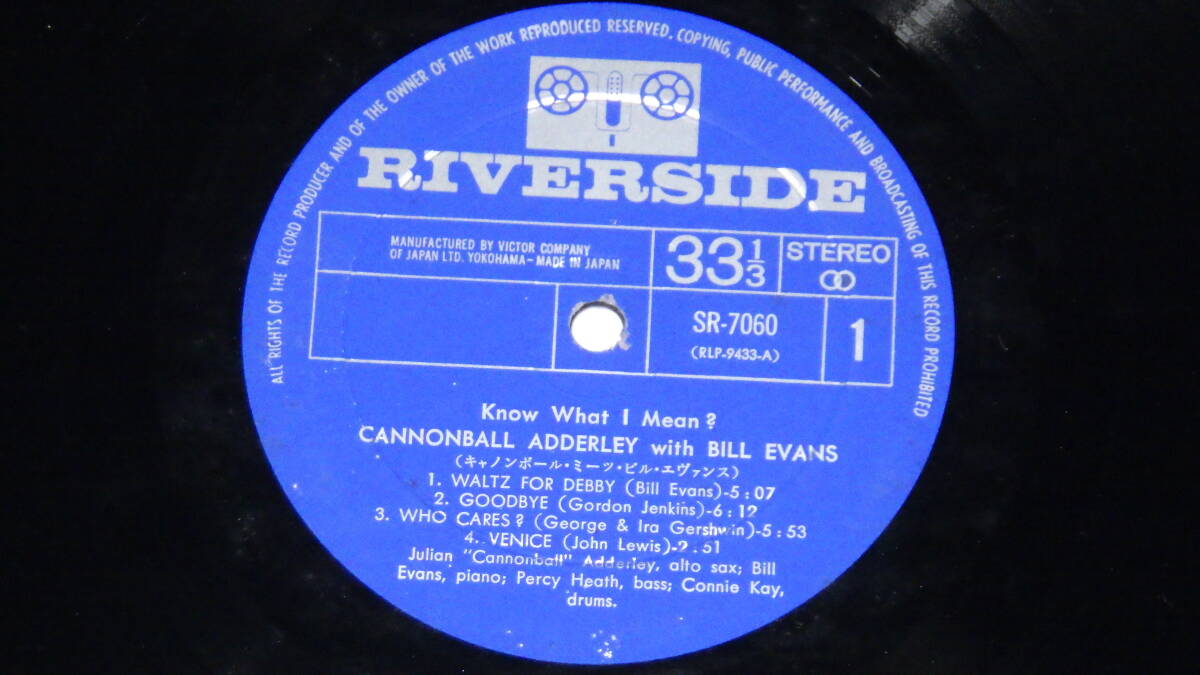 ALL RIGHTS OF THE RECORD PRODUCER AND OF THE OWNER OF THE WORK REPRODUCED RESERVED. COPYING, PUBLIC PERFORMANCE AND BROADCASTING OF THIS RECORD PROHIBITED
RIVERSIDE
MANUFACTURED BY VICTOR COMPANY
OF JAPAN LTD. YOKOHAMA-MADE IN JAPAN
33 1/3
STEREO
SR-7060
(RLP-9433-A)
1
Know What I Mean?
CANNONBALL ADDERLEY with BILL EVANS
(キャノンボール・ミーツ・ビル・エヴァンス)
1. WALTZ FOR DEBBY (Bill Evans)-5:07
2. GOODBYE (Gordon Jenkins)-6:12
3. WHO CARES? (George & Ira Gershwin)-5:53
4. VENICE (John Lewis)-2:51
Julian "Cannonball" Adderley, alto sax; Bill
Evans, piano; Percy Heath, bass; Connie Kay,
drums.